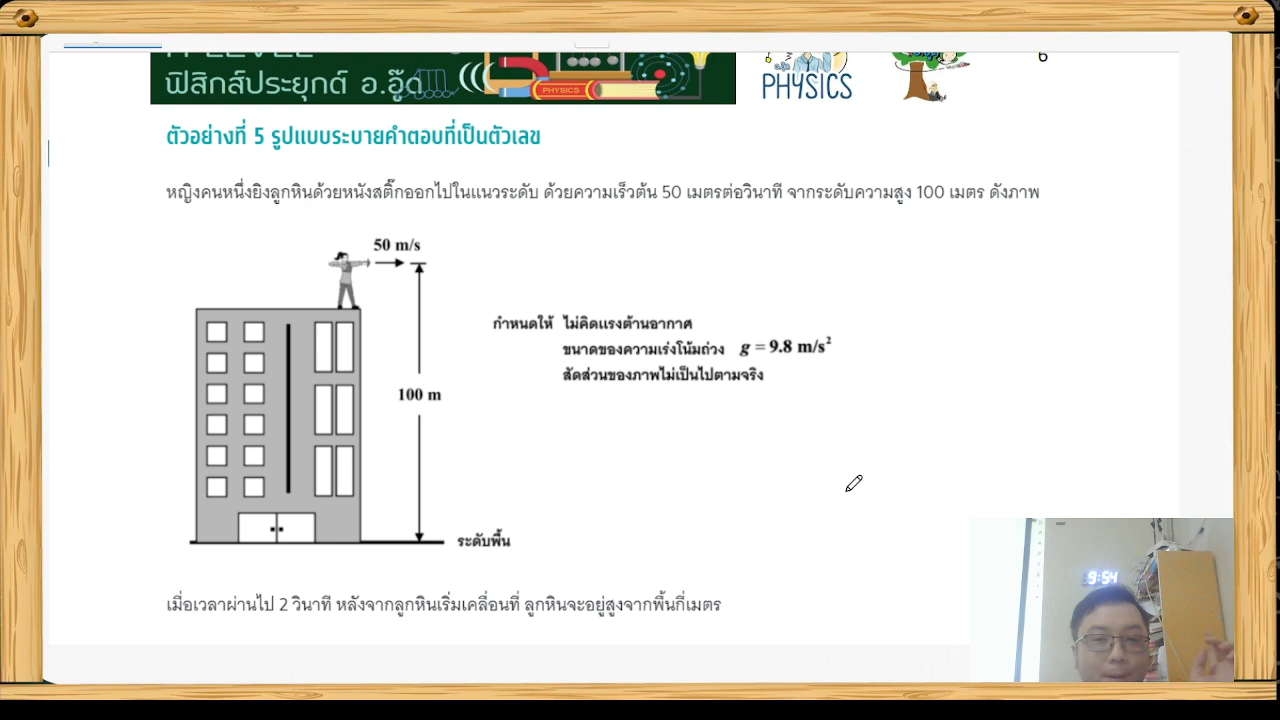 ฟิสิกส์ประยุกต์ อ.อู๊ด
PHYSICS
PHYSICS
6
ตัวอย่างที่ 5 รูปแบบระบายคำตอบที่เป็นตัวเลข
หญิงคนหนึ่งยิงลูกหินด้วยหนังสติ๊กออกไปในแนวระดับ ด้วยความเร็วต้น 50 เมตรต่อวินาที จากระดับความสูง 100 เมตร ดังภาพ
50 m/s
กำหนดให้ ไม่คิดแรงต้านอากาศ
ขนาดของความเร่งโน้มถ่วง g = 9.8 m/s²
สัดส่วนของภาพไม่เป็นไปตามจริง
100 m
ระดับพื้น
9:54
เมื่อเวลาผ่านไป 2 วินาที หลังจากลูกหินเริ่มเคลื่อนที่ ลูกหินจะอยู่สูงจากพื้นกี่เมตร